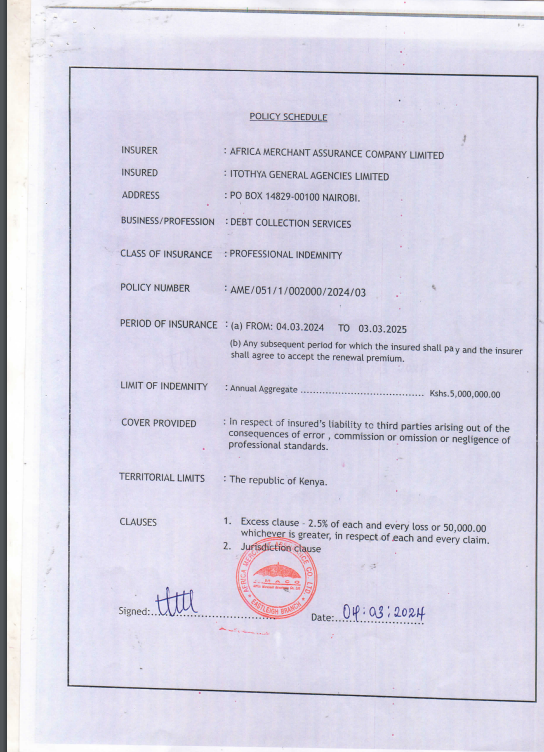 POLICY SCHEDULE
INSURER : AFRICA MERCHANT ASSURANCE COMPANY LIMITED
INSURED : ITOTHYA GENERAL AGENCIES LIMITED
ADDRESS : PO BOX 14829-00100 NAIROBI.
BUSINESS/PROFESSION : DEBT COLLECTION SERVICES
CLASS OF INSURANCE : PROFESSIONAL INDEMNITY
POLICY NUMBER : AME/051/1/002000/2024/03
PERIOD OF INSURANCE : (a) FROM: 04.03.2024 TO 03.03.2025
(b) Any subsequent period for which the insured shall pay and the insurer
shall agree to accept the renewal premium.
LIMIT OF INDEMNITY : Annual Aggregate ........................................ Kshs.5,000,000.00
COVER PROVIDED : In respect of insured's liability to third parties arising out of the
consequences of error , commission or omission or negligence of
professional standards.
TERRITORIAL LIMITS : The republic of Kenya.
CLAUSES 1. Excess clause - 2.5% of each and every loss or 50,000.00
whichever is greater, in respect of each and every claim.
2. Jurisdiction clause
AFRICA MERCHANT ASSURANCE CO. LTD.
EASTLEIGH BRANCH
Signed:................................ Date:....04:03:2024....